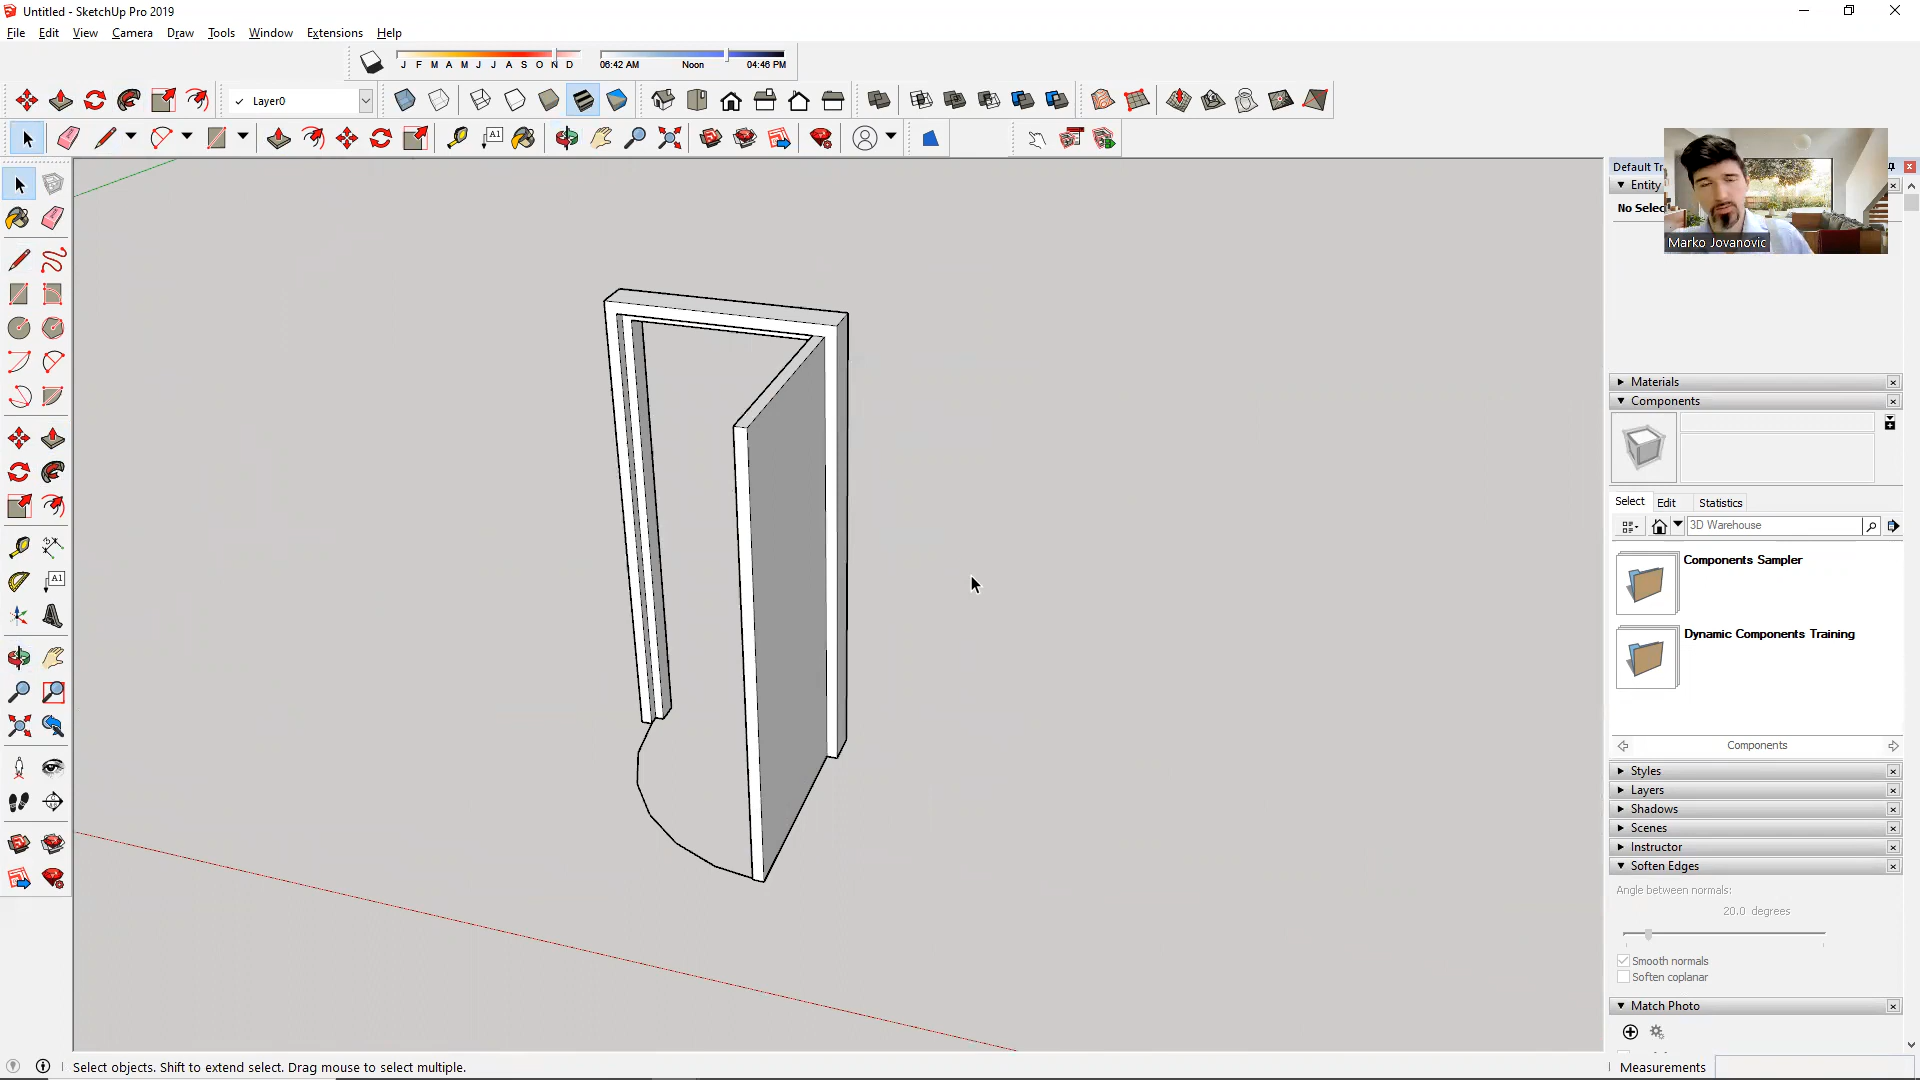 Untitled - SketchUp Pro 2019
File Edit View Camera Draw Tools Window Extensions Help
J F M A M J J A S O N D
06:42 AM Noon 04:46 PM
Layer0
A1
Default Tr
Entity
No Selec
Marko Jovanovic
Materials
Components
Select Edit Statistics
3D Warehouse
Components Sampler
Dynamic Components Training
A1
Components
Styles
Layers
Shadows
Scenes
Instructor
Soften Edges
Angle between normals:
20.0 degrees
Smooth normals
Soften coplanar
Match Photo
Select objects. Shift to extend select. Drag mouse to select multiple.
Measurements